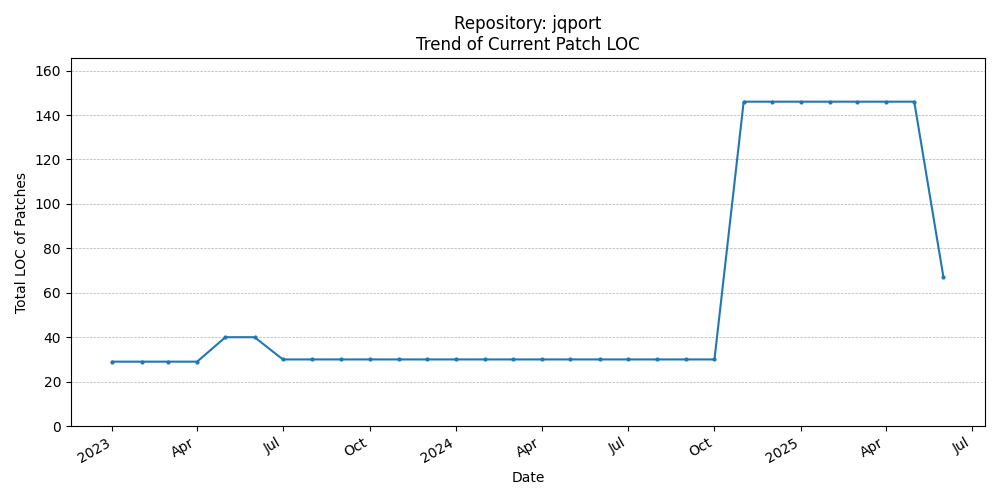 Repository: jqport
Trend of Current Patch LOC
Total LOC of Patches
160
140
120
100
80
60
40
20
0
2023
Apr
Jul
Oct
2024
Apr
Jul
Oct
2025
Apr
Jul
Date